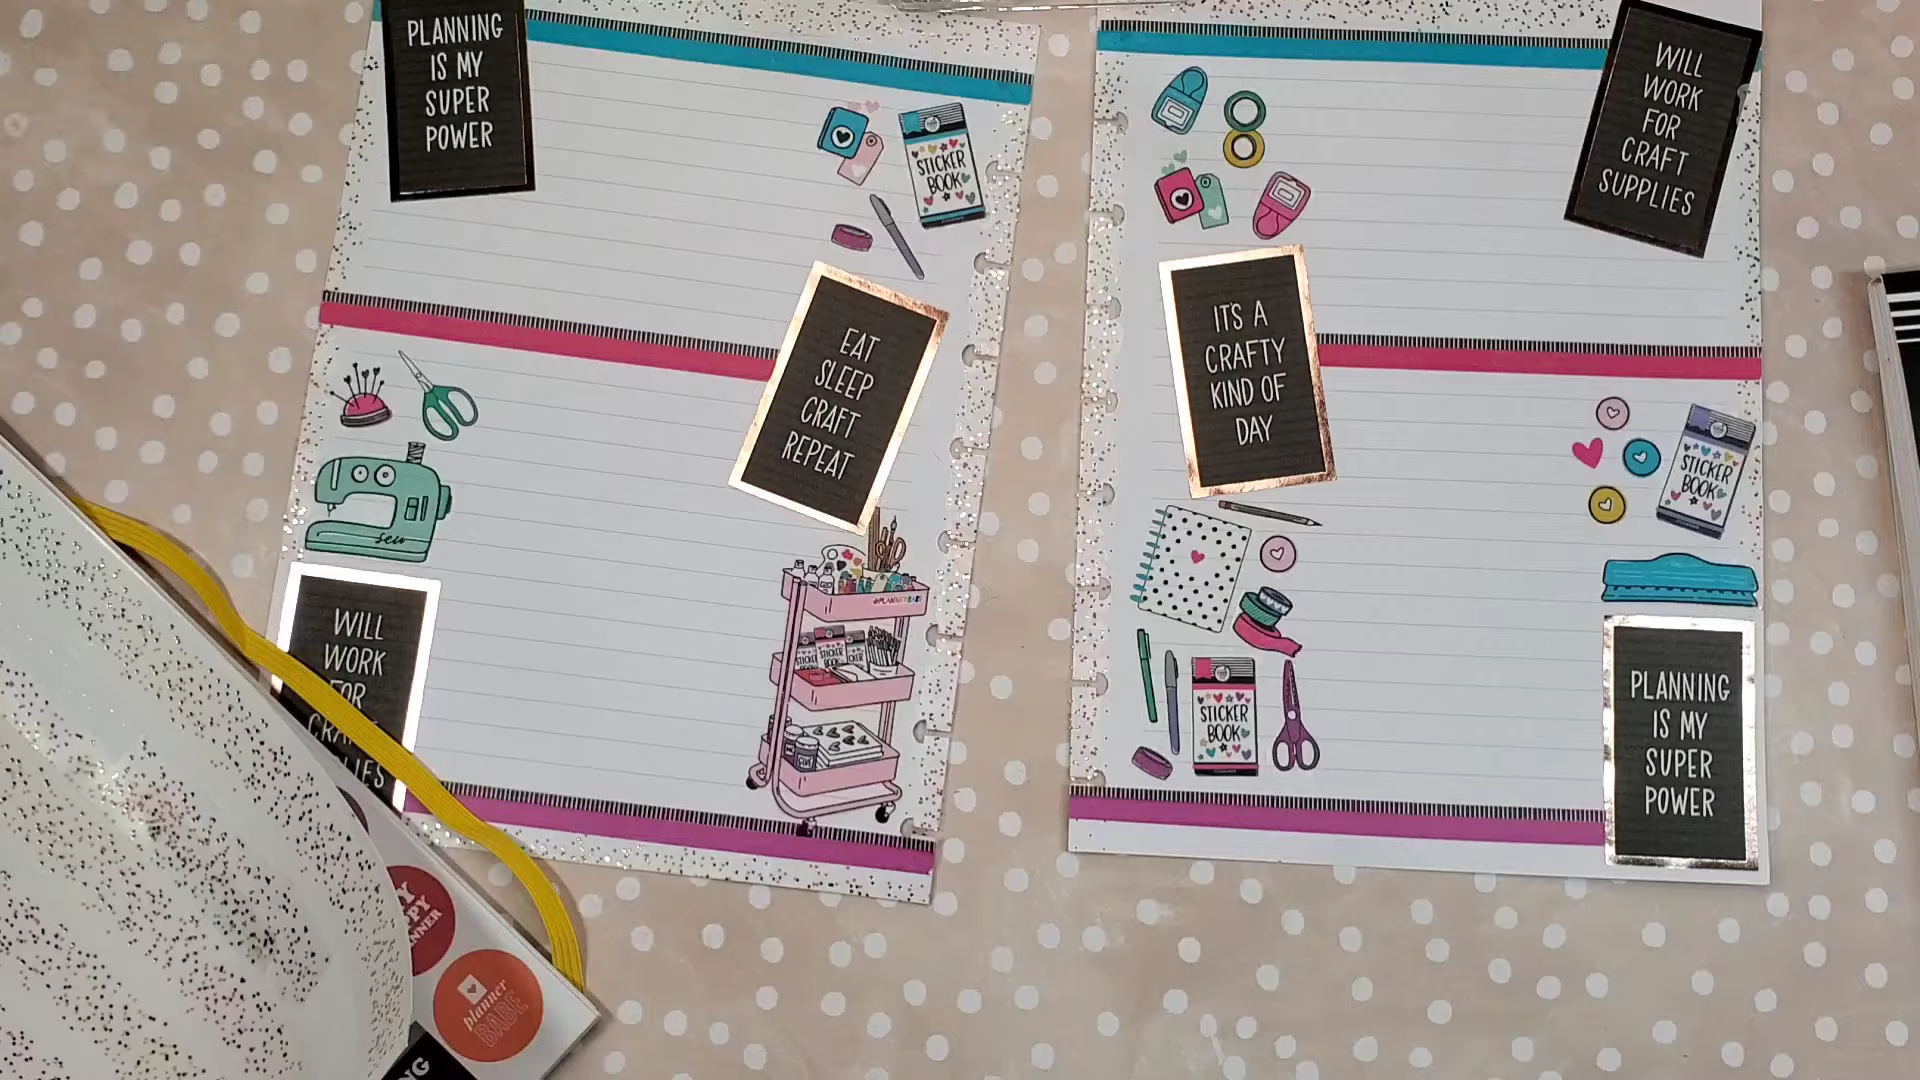 PLANNING
IS MY
SUPER
POWER
STICKER
BOOK
EAT
SLEEP
CRAFT
REPEAT
sew
WILL
WORK
FOR
planner
BABE
WILL
WORK
FOR
CRAFT
SUPPLIES
IT'S A
CRAFTY
KIND OF
DAY
STICKER
BOOK
STICKER
BOOK
PLANNING
IS MY
SUPER
POWER